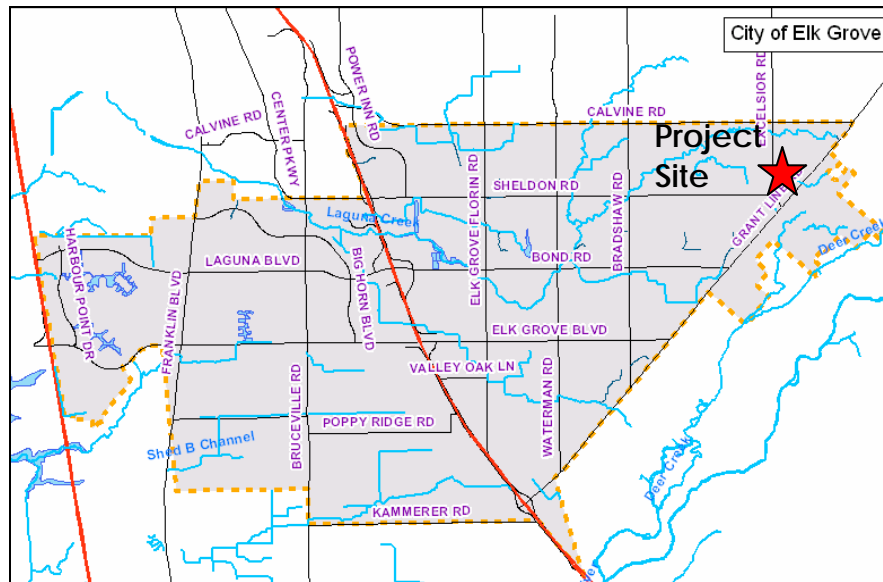 City of Elk Grove
POWER INN RD
EXCELSIOR RD
CENTER PKWY
CALVINE RD
CALVINE RD
Project
Site
ELK GROVE FLORIN RD
SHELDON RD
BRADSHAW RD
Laguna Creek
Deer Creek
HARBOUR POINT DR
LAGUNA BLVD
BIG HORN BLVD
BOND RD
FRANKLIN BLVD
ELK GROVE BLVD
VALLEY OAK LN
BRUCEVILLE RD
WATERMAN RD
POPPY RIDGE RD
Shed B Channel
Deer Creek
KAMMERER RD